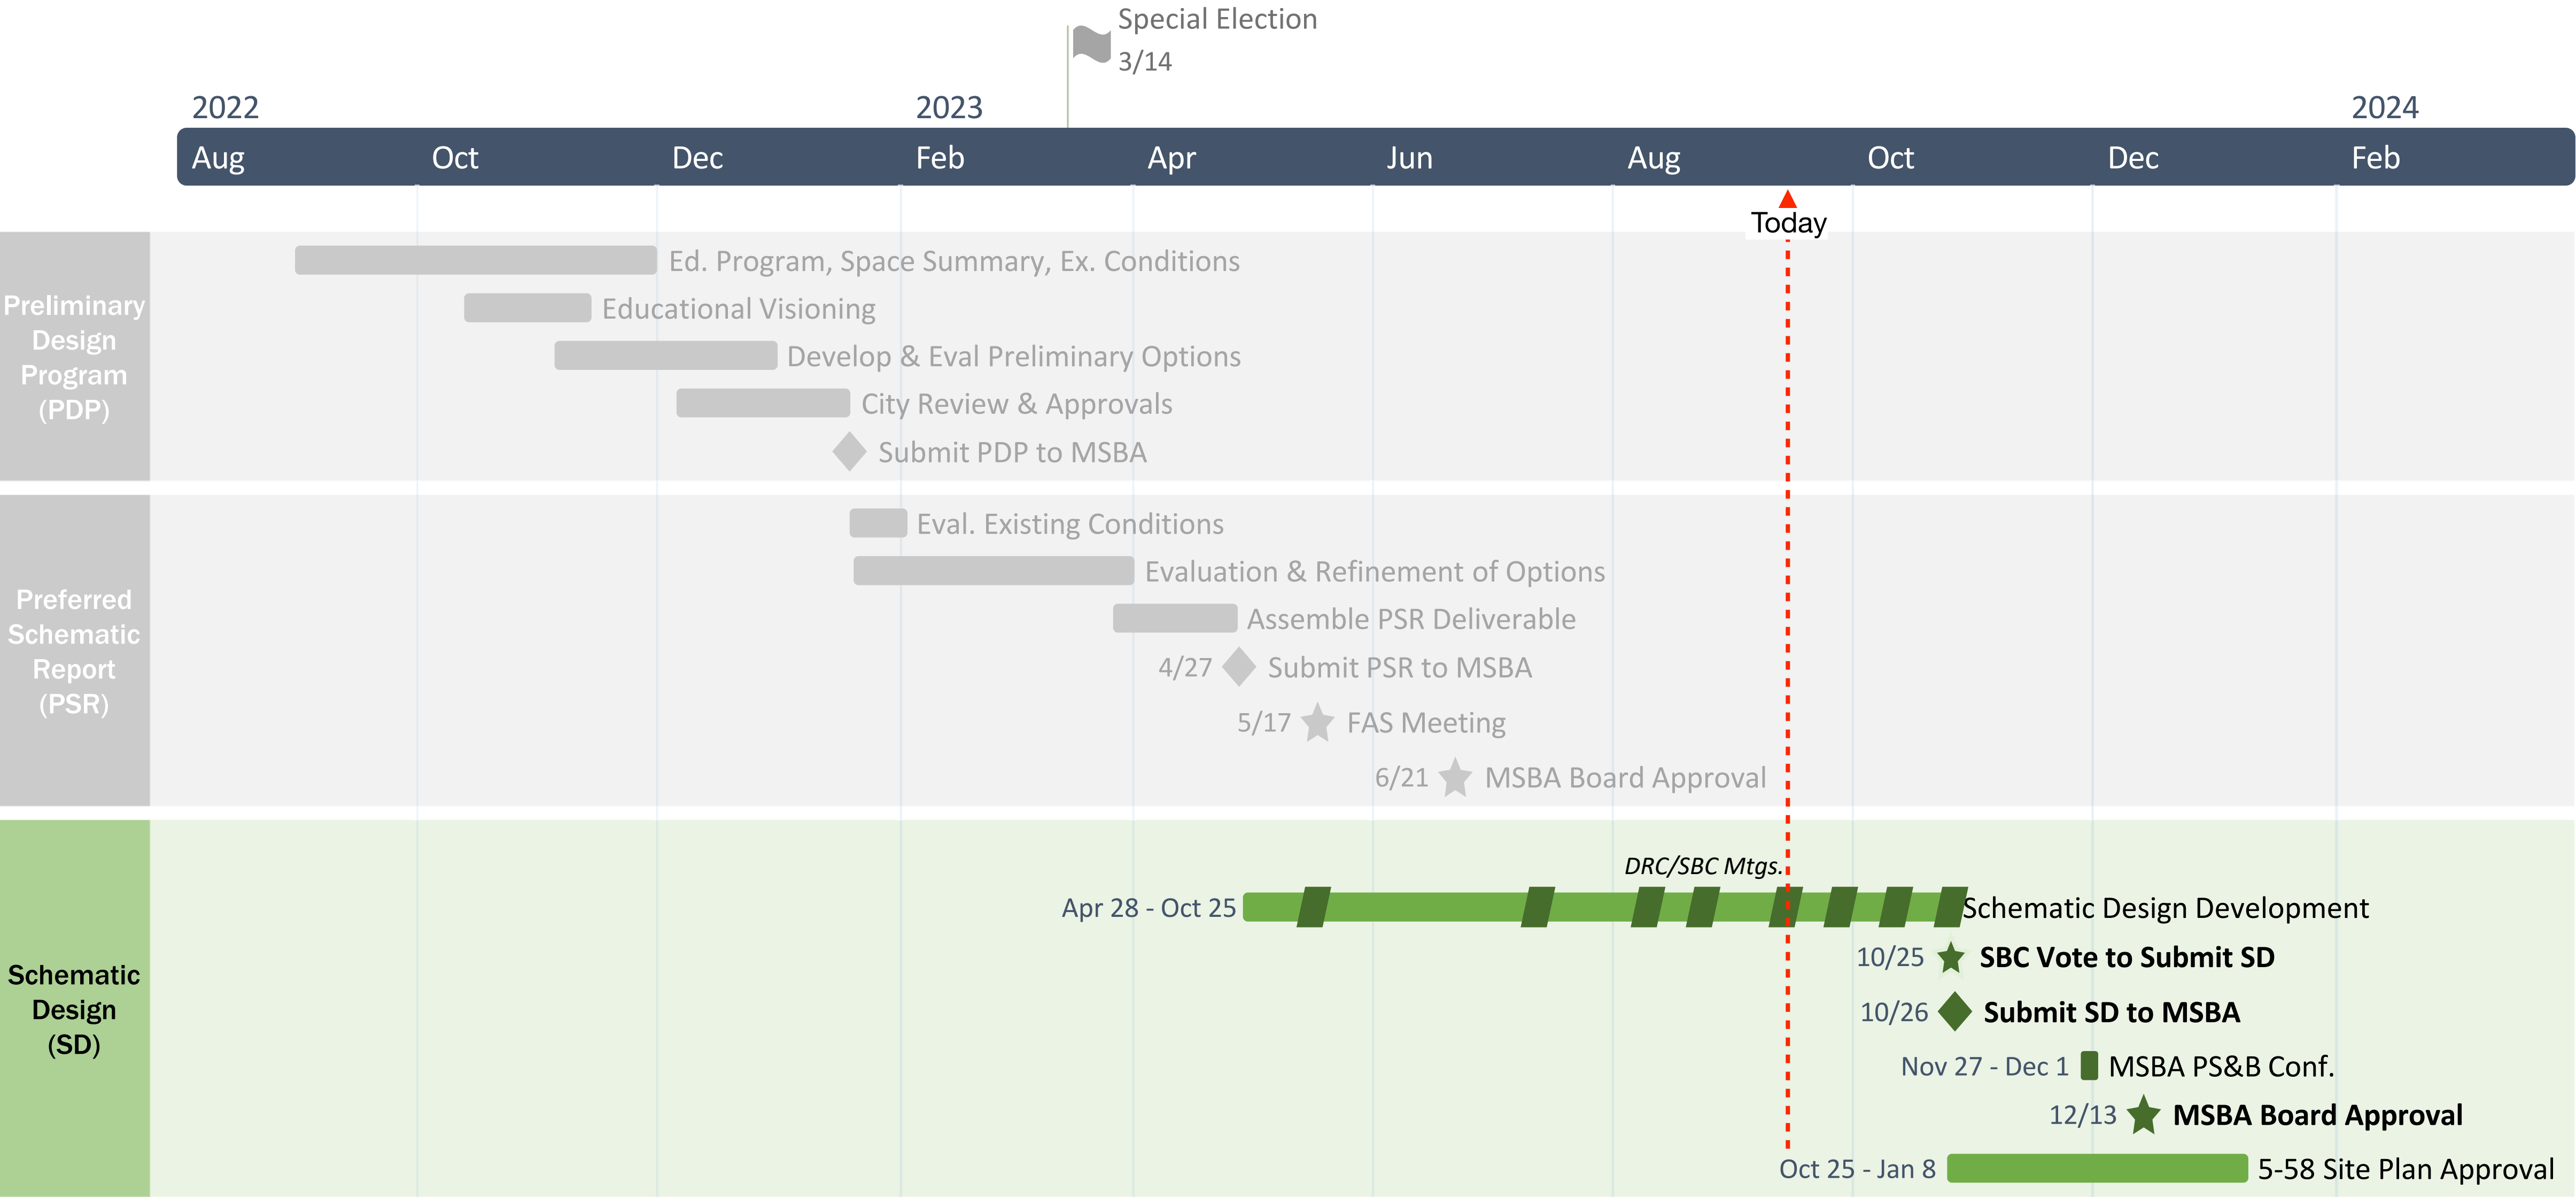 Special Election
3/14
2022
2023
2024
Aug
Oct
Dec
Feb
Apr
Jun
Aug
Oct
Dec
Feb
Today
Preliminary
Design
Program
(PDP)
Ed. Program, Space Summary, Ex. Conditions
Educational Visioning
Develop & Eval Preliminary Options
City Review & Approvals
Submit PDP to MSBA
Preferred
Schematic
Report
(PSR)
Eval. Existing Conditions
Evaluation & Refinement of Options
Assemble PSR Deliverable
4/27 Submit PSR to MSBA
5/17 FAS Meeting
6/21 MSBA Board Approval
Schematic
Design
(SD)
DRC/SBC Mtgs.
Apr 28 - Oct 25 Schematic Design Development
10/25 SBC Vote to Submit SD
10/26 Submit SD to MSBA
Nov 27 - Dec 1 MSBA PS&B Conf.
12/13 MSBA Board Approval
Oct 25 - Jan 8 5-58 Site Plan Approval